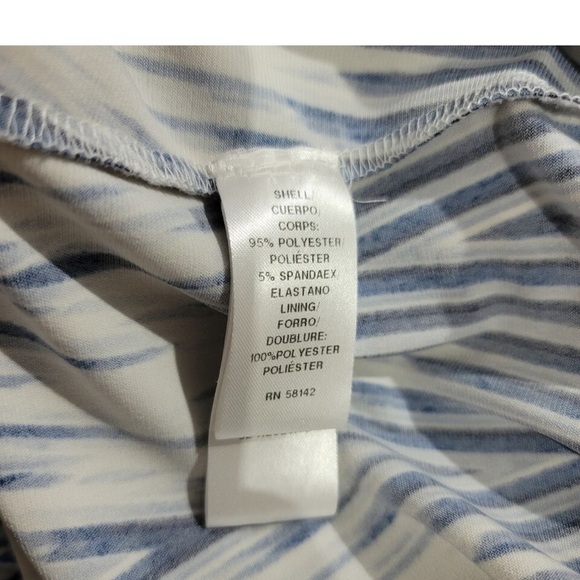 SHELL/
CUERPO/
CORPS:
95% POLYESTER
POLIÉSTER
5% SPANDAEX
ELASTANO
LINING/
FORRO/
DOUBLURE:
100%POLYESTER
POLIÉSTER
RN 58142